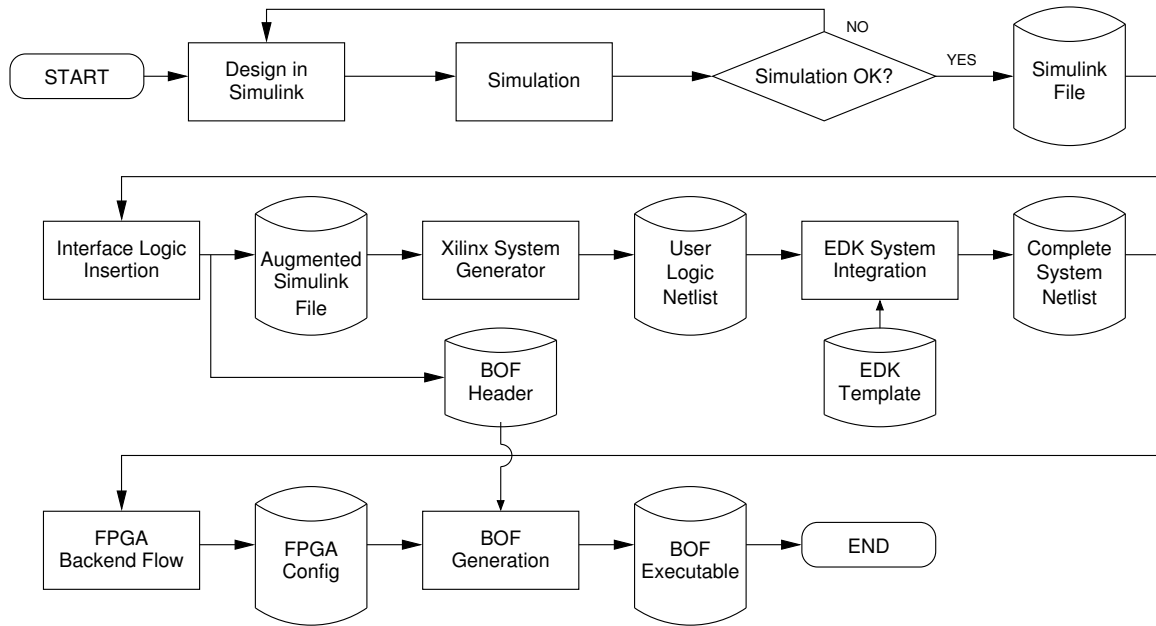 START
Design in
Simulink
Simulation
Simulation OK?
NO
YES
Simulink
File
Interface Logic
Insertion
Augmented
Simulink
File
Xilinx System
Generator
User
Logic
Netlist
EDK System
Integration
Complete
System
Netlist
BOF
Header
EDK
Template
FPGA
Backend Flow
FPGA
Config
BOF
Generation
BOF
Executable
END